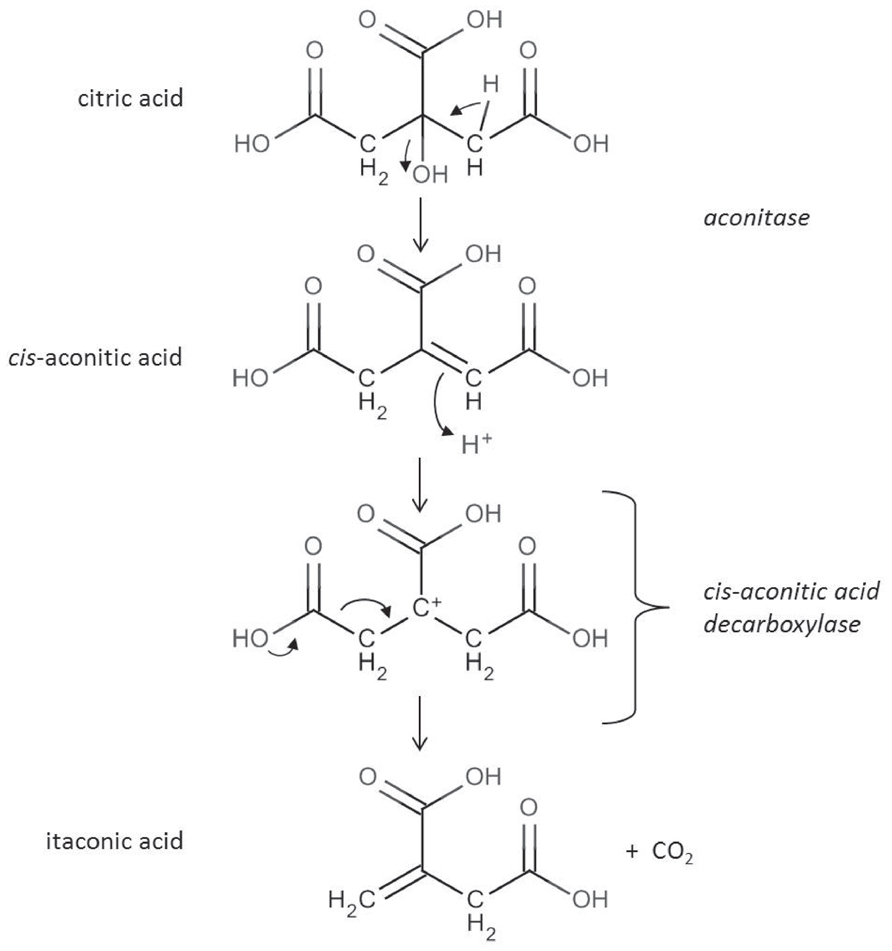 O OH
O H O
citric acid
HO C C OH
H2 OH H
aconitase
O OH
O O
cis-aconitic acid
HO C C OH
H2 H
H+
O OH
O O
C+
cis-aconitic acid
decarboxylase
HO C C OH
H2 H2
O OH
O
itaconic acid
+ CO2
H2C C OH
H2